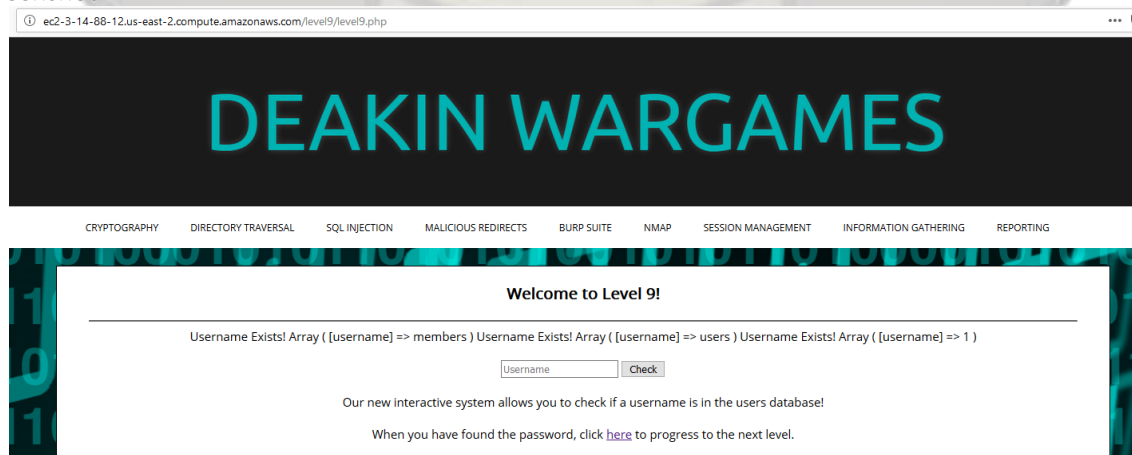 ec2-3-14-88-12.us-east-2.compute.amazonaws.com/level9/level9.php
DEAKIN WARGAMES
CRYPTOGRAPHY DIRECTORY TRAVERSAL SQL INJECTION MALICIOUS REDIRECTS BURP SUITE NMAP SESSION MANAGEMENT INFORMATION GATHERING REPORTING
Welcome to Level 9!
Username Exists! Array ( [username] => members ) Username Exists! Array ( [username] => users ) Username Exists! Array ( [username] => 1 )
Username Check
Our new interactive system allows you to check if a username is in the users database!
When you have found the password, click here to progress to the next level.